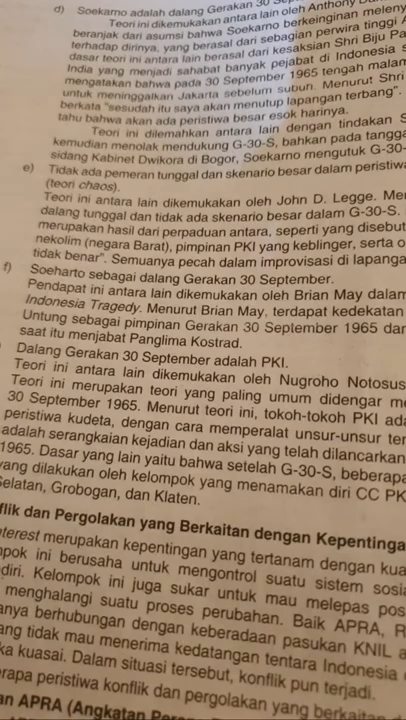 d) Soekarno adalah dalang Gerakan 30
Teori ini dikemukakan antara lain oleh Anthony
beranjak dari asumsi bahwa Soekarno berkeinginan meleny
terhadap dirinya, yang berasal dari sebagian perwira tinggi
dasar teori ini antara lain berasal dari kesaksian Shri Biju Pa
India yang menjadi sahabat banyak pejabat di Indonesia s
mengatakan bahwa pada 30 September 1965 tengah malam
untuk meninggalkan Jakarta sebelum subuh. Menurut Shri
berkata "sesudah itu saya akan menutup lapangan terbang".
tahu bahwa akan ada peristiwa besar esok harinya.
Teori ini dilemahkan antara lain dengan tindakan S
kemudian menolak mendukung G-30-S, bahkan pada tangga
sidang Kabinet Dwikora di Bogor, Soekarno mengutuk G-30-
e) Tidak ada pemeran tunggal dan skenario besar dalam peristiwa
(teori chaos).
Teori ini antara lain dikemukakan oleh John D. Legge. Me
dalang tunggal dan tidak ada skenario besar dalam G-30-S.
merupakan hasil dari perpaduan antara, seperti yang disebut
nekolim (negara Barat), pimpinan PKI yang keblinger, serta o
tidak benar". Semuanya pecah dalam improvisasi di lapanga
f) Soeharto sebagai dalang Gerakan 30 September.
Pendapat ini antara lain dikemukakan oleh Brian May dalam
Indonesia Tragedy. Menurut Brian May, terdapat kedekatan
Untung sebagai pimpinan Gerakan 30 September 1965 dar
saat itu menjabat Panglima Kostrad.
Dalang Gerakan 30 September adalah PKI.
Teori ini antara lain dikemukakan oleh Nugroho Notosus
Teori ini merupakan teori yang paling umum didengar m
30 September 1965. Menurut teori ini, tokoh-tokoh PKI ada
peristiwa kudeta, dengan cara memperalat unsur-unsur ter
adalah serangkaian kejadian dan aksi yang telah dilancarkan
1965. Dasar yang lain yaitu bahwa setelah G-30-S, beberapa
yang dilakukan oleh kelompok yang menamakan diri CC PK
Selatan, Grobogan, dan Klaten.
flik dan Pergolakan yang Berkaitan dengan Kepentinga
nterest merupakan kepentingan yang tertanam dengan kua
mpok ini berusaha untuk mengontrol suatu sistem sosia
diri. Kelompok ini juga sukar untuk mau melepas pos
menghalangi suatu proses perubahan. Baik APRA, R
anya berhubungan dengan keberadaan pasukan KNIL a
ang tidak mau menerima kedatangan tentara Indonesia
ka kuasai. Dalam situasi tersebut, konflik pun terjadi.
rapa peristiwa konflik dan pergolakan yang berkaitan
an APRA (Angkatan